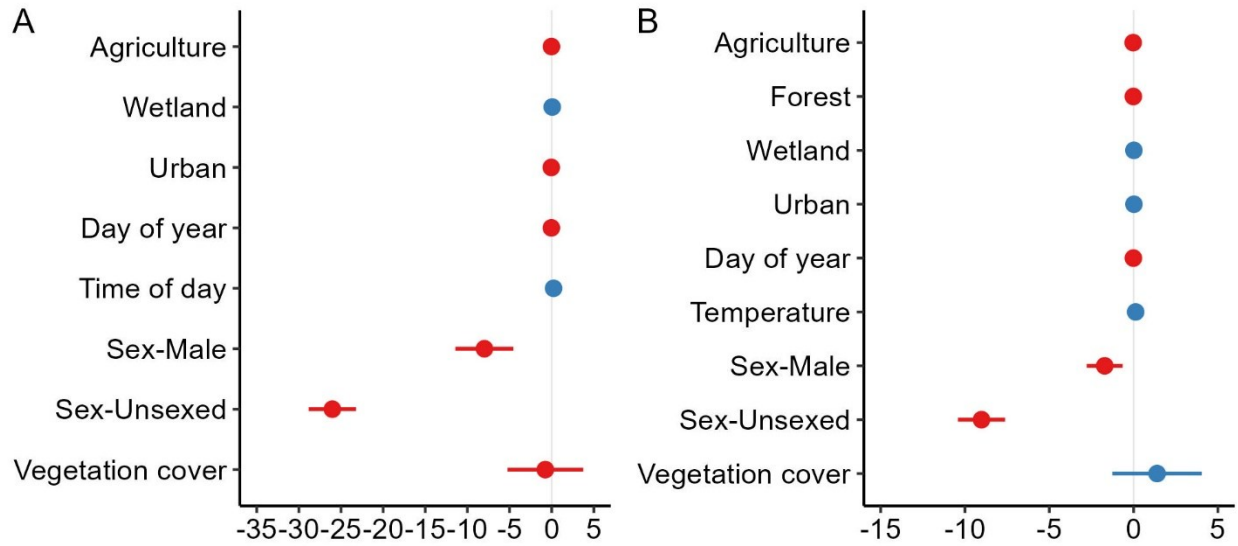 A
Agriculture
Wetland
Urban
Day of year
Time of day
Sex-Male
Sex-Unsexed
Vegetation cover
-35 -30 -25 -20 -15 -10 -5 0 5
B
Agriculture
Forest
Wetland
Urban
Day of year
Temperature
Sex-Male
Sex-Unsexed
Vegetation cover
-15 -10 -5 0 5